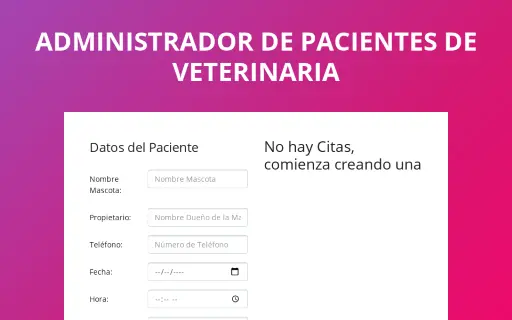 ADMINISTRADOR DE PACIENTES DE
VETERINARIA
Datos del Paciente
Nombre
Mascota:
Nombre Mascota
Propietario:
Nombre Dueño de la Ma
Teléfono:
Número de Teléfono
Fecha:
--/--/----
Hora:
--:-- --
No hay Citas,
comienza creando una